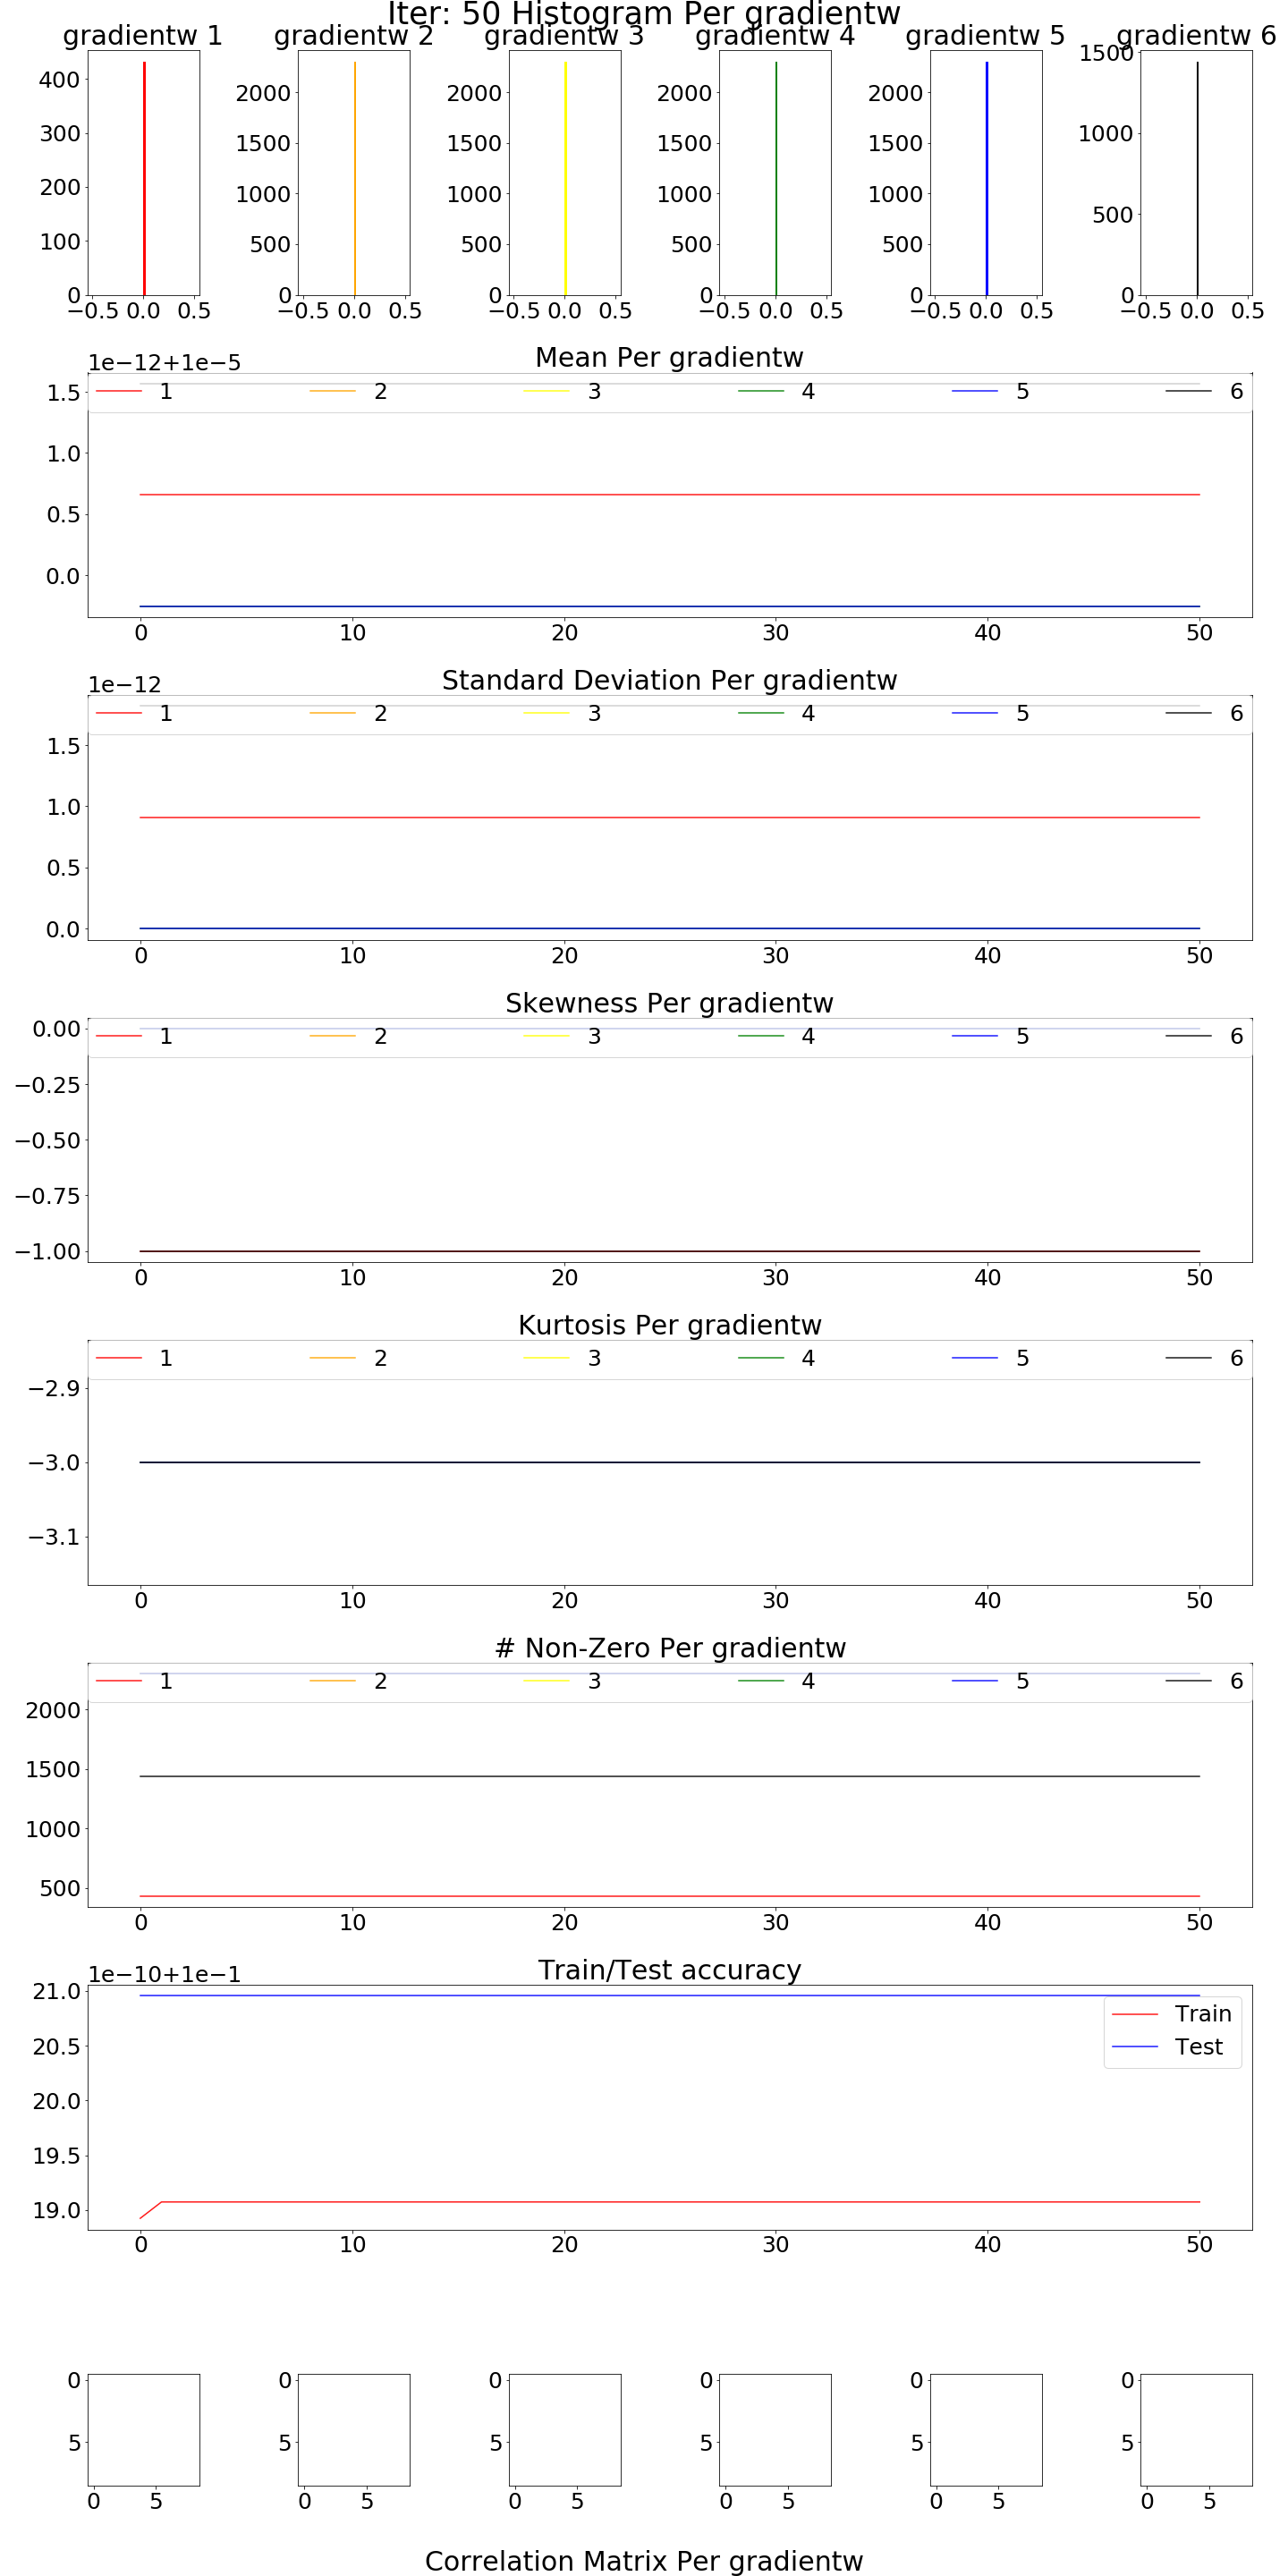 Iter: 50 Histogram Per gradientw
gradientw 1 gradientw 2 gradientw 3 gradientw 4 gradientw 5 gradientw 6
400 300 200 100 0
−0.5 0.0 0.5
2000 1500 1000 500 0
−0.5 0.0 0.5
2000 1500 1000 500 0
−0.5 0.0 0.5
2000 1500 1000 500 0
−0.5 0.0 0.5
2000 1500 1000 500 0
−0.5 0.0 0.5
1500 1000 500 0
−0.5 0.0 0.5
Mean Per gradientw
1e−12+1e−5
1 2 3 4 5 6
1.5
1.0
0.5
0.0
0 10 20 30 40 50
Standard Deviation Per gradientw
1e−12
1 2 3 4 5 6
1.5
1.0
0.5
0.0
0 10 20 30 40 50
Skewness Per gradientw
1 2 3 4 5 6
0.00
−0.25
−0.50
−0.75
−1.00
0 10 20 30 40 50
Kurtosis Per gradientw
1 2 3 4 5 6
−2.9
−3.0
−3.1
0 10 20 30 40 50
# Non-Zero Per gradientw
1 2 3 4 5 6
2000
1500
1000
500
0 10 20 30 40 50
Train/Test accuracy
1e−10+1e−1
21.0
20.5
20.0
19.5
19.0
Train
Test
0 10 20 30 40 50
0 0 0 0 0 0
5 5 5 5 5 5
0 5 0 5 0 5 0 5 0 5 0 5
Correlation Matrix Per gradientw